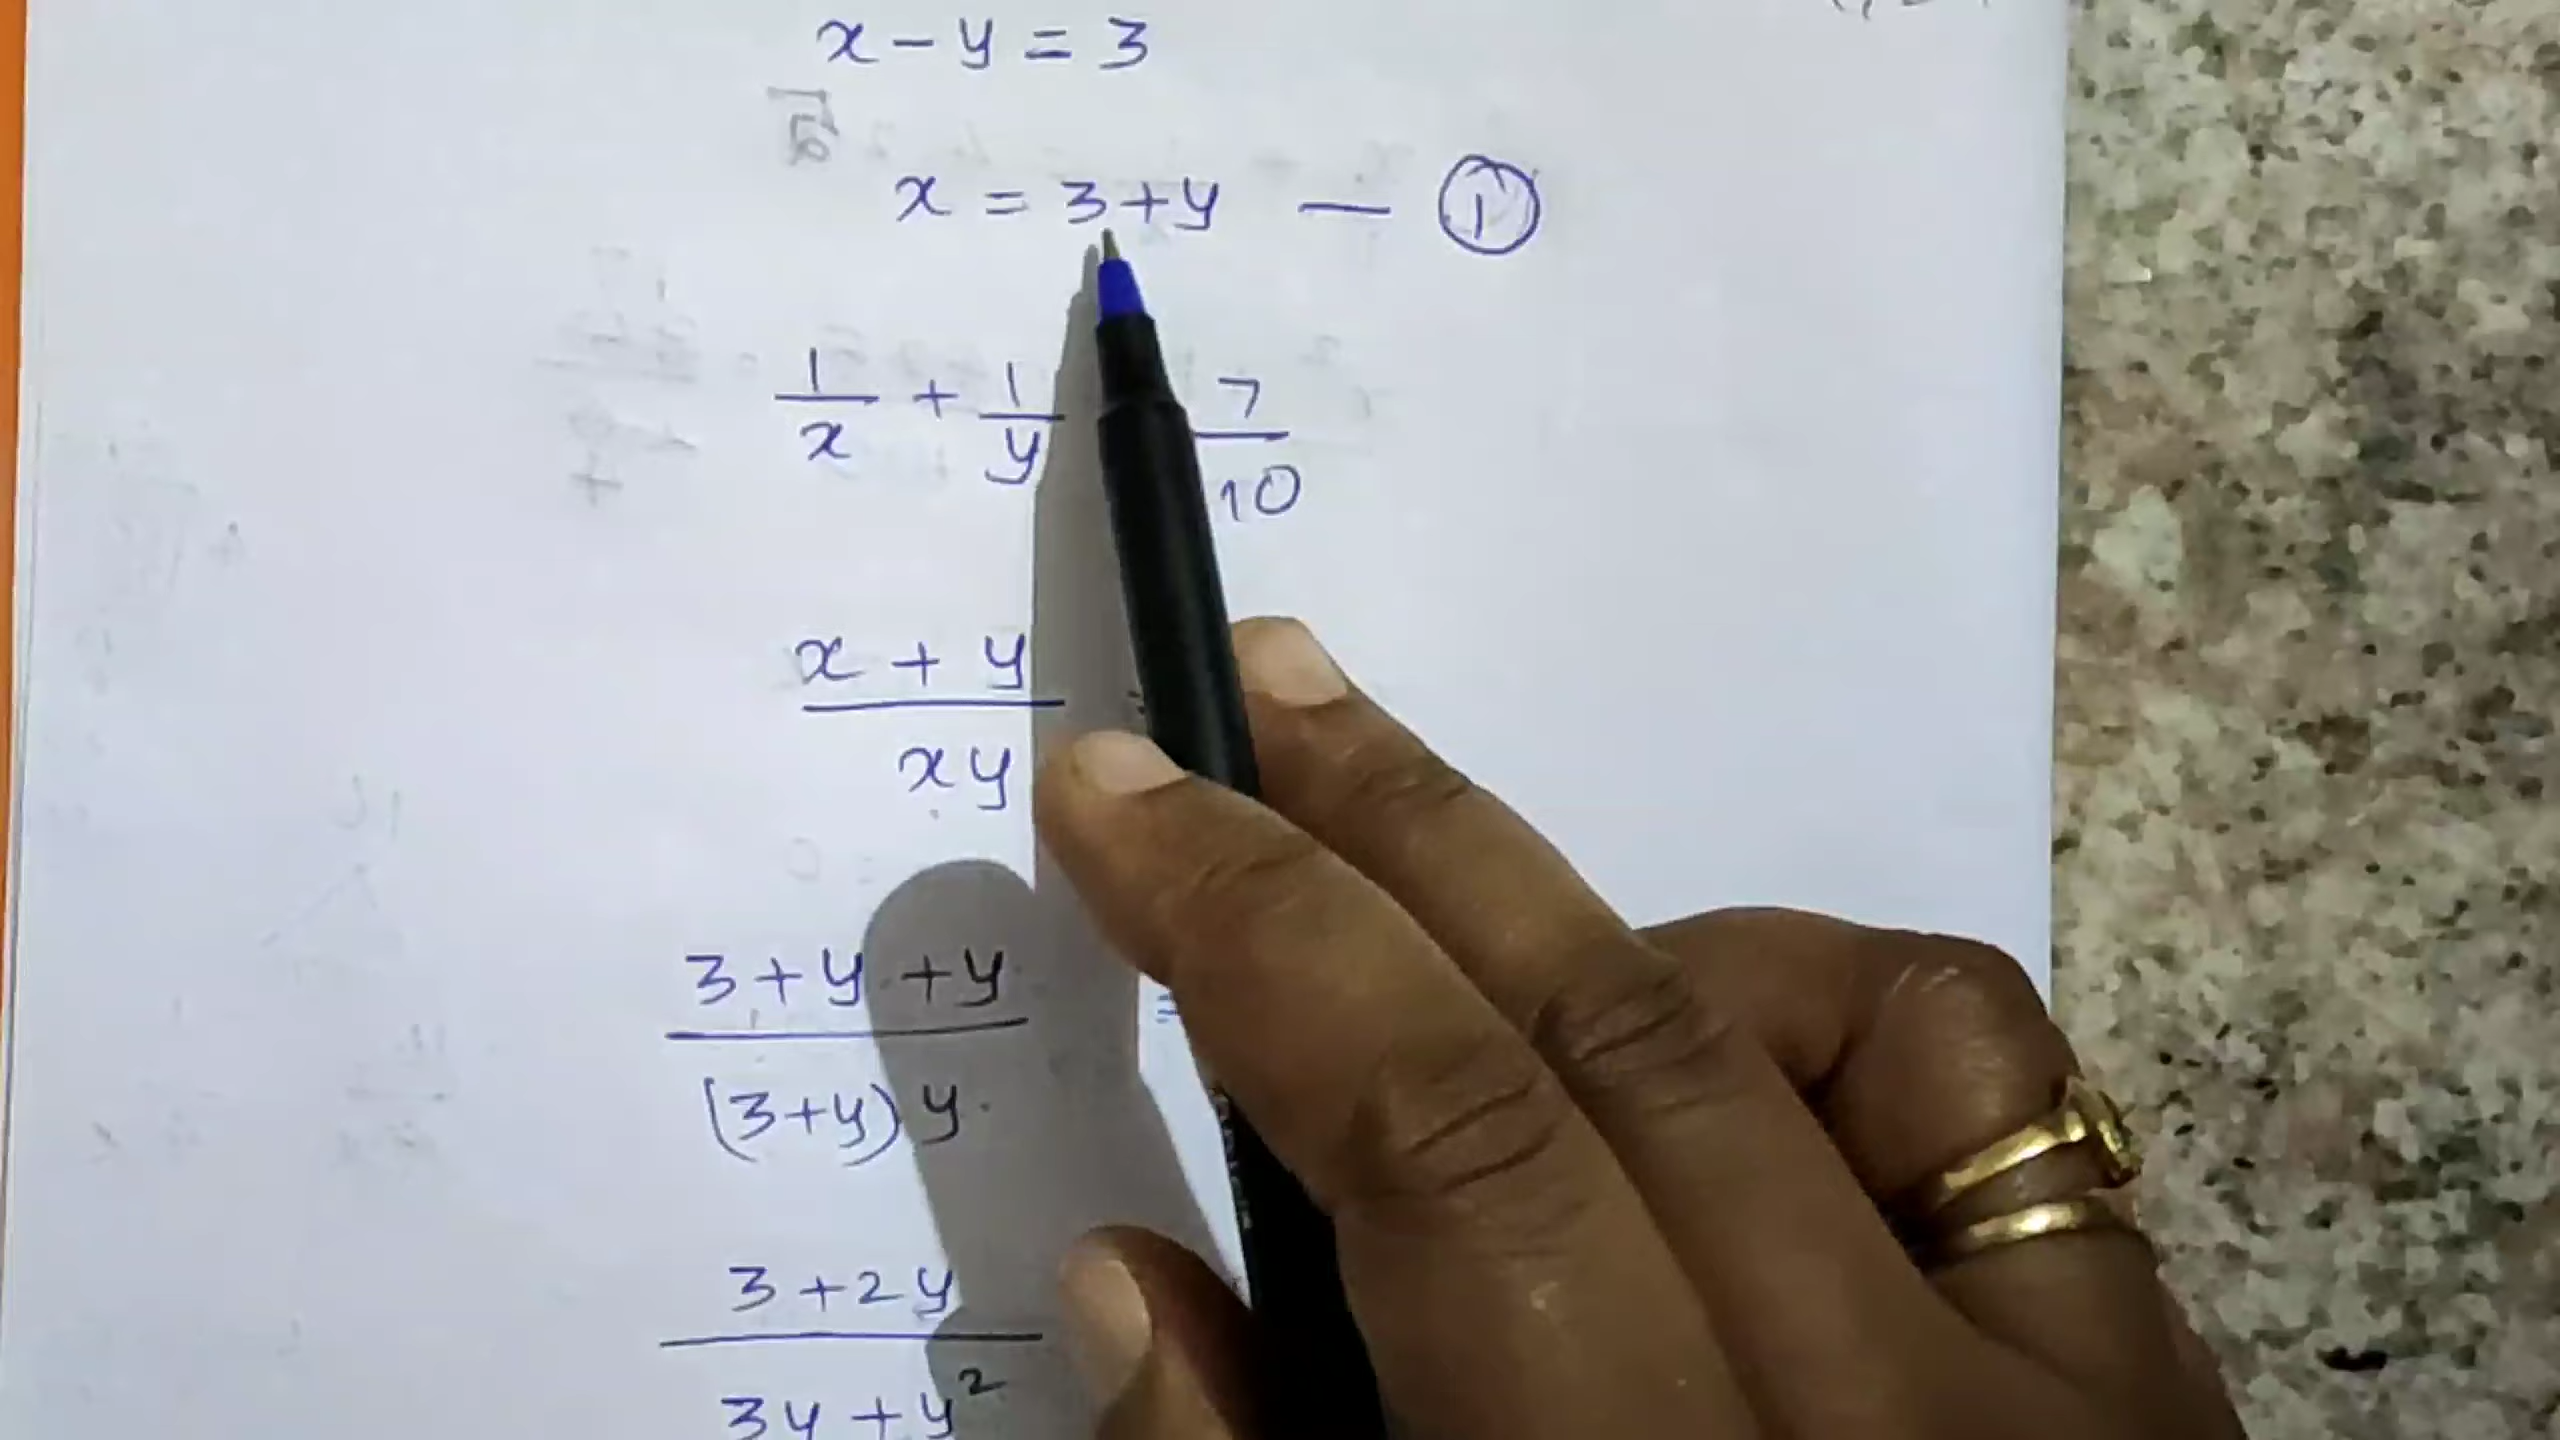 x - y = 3
x = 3+y — ①
1/x + 1/y 7/10
x + y / xy =
3+y+y / (3+y) y. =
3+2y / 3y+y²